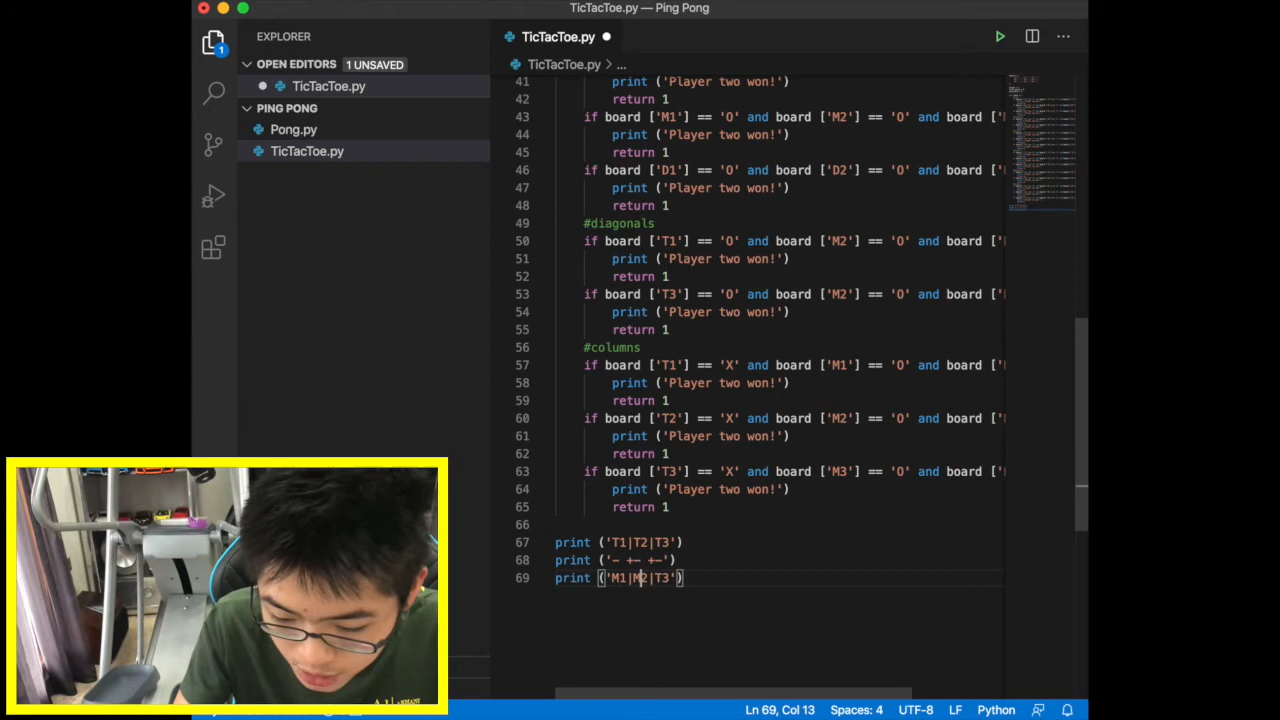 TicTacToe.py — Ping Pong
EXPLORER
OPEN EDITORS 1 UNSAVED
TicTacToe.py
PING PONG
Pong.py
TicTacToe.py
1
TicTacToe.py
TicTacToe.py > ...
41 print ('Player two won!')
42 return 1
43 if board ['M1'] == 'O' and board ['M2'] == 'O' and board ['
44 print ('Player two won!')
45 return 1
46 if board ['D1'] == 'O' and board ['D2'] == 'O' and board ['
47 print ('Player two won!')
48 return 1
49 #diagonals
50 if board ['T1'] == 'O' and board ['M2'] == 'O' and board ['
51 print ('Player two won!')
52 return 1
53 if board ['T3'] == 'O' and board ['M2'] == 'O' and board ['
54 print ('Player two won!')
55 return 1
56 #columns
57 if board ['T1'] == 'X' and board ['M1'] == 'O' and board ['
58 print ('Player two won!')
59 return 1
60 if board ['T2'] == 'X' and board ['M2'] == 'O' and board ['
61 print ('Player two won!')
62 return 1
63 if board ['T3'] == 'X' and board ['M3'] == 'O' and board ['
64 print ('Player two won!')
65 return 1
66
67 print ('T1|T2|T3')
68 print ('- +- +-')
69 print ('M1|M2|T3')
Ln 69, Col 13 Spaces: 4 UTF-8 LF Python